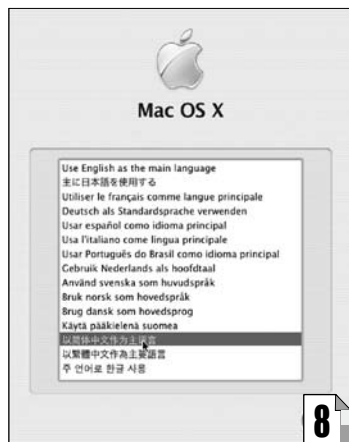 Mac OS X
Use English as the main language
主に日本語を使用する
Utiliser le français comme langue principale
Deutsch als Standardsprache verwenden
Usar español como idioma principal
Usa l'italiano come lingua principale
Usar Português do Brasil como idioma principal
Gebruik Nederlands als hoofdtaal
Använd svenska som huvudspråk
Bruk norsk som hovedspråk
Brug dansk som hovedsprog
Käytä pääkielenä suomea
以简体中文作为主要语言
以繁體中文作為主要語言
주 언어로 한글 사용
8